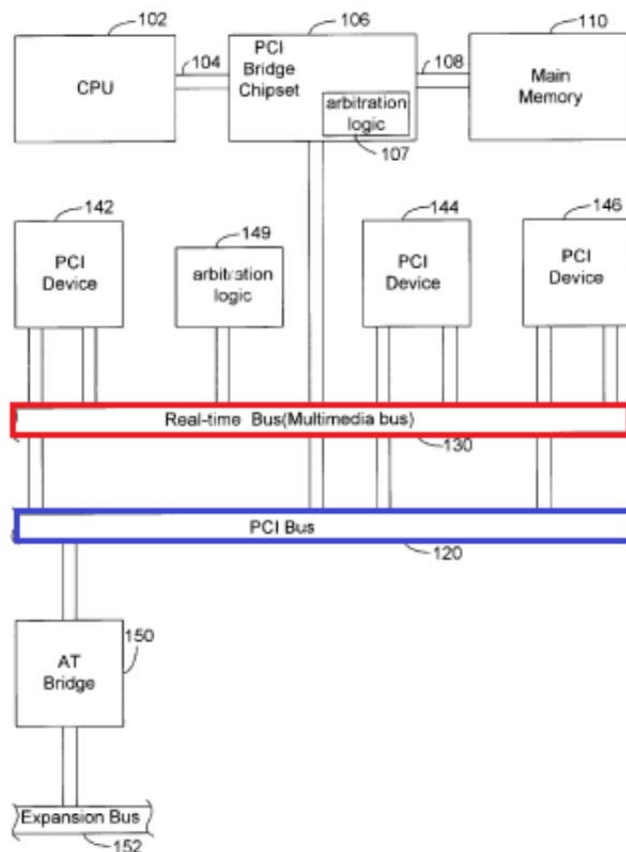 102
106
110
CPU
104
PCI
Bridge
Chipset
108
Main
Memory
arbitration
logic
107
142
149
144
146
PCI
Device
arbitration
logic
PCI
Device
PCI
Device
Real-time Bus(Multimedia bus)
130
PCI Bus
120
150
AT
Bridge
Expansion Bus
152